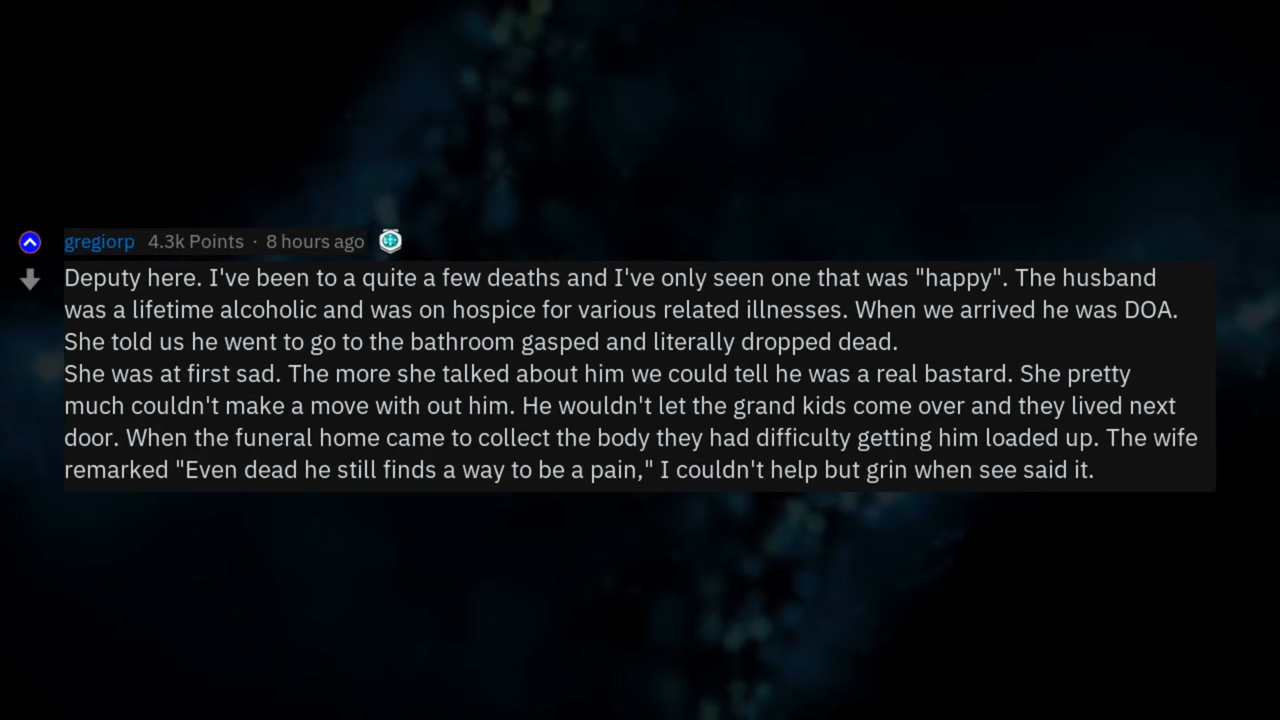 gregiorp 4.3k Points · 8 hours ago
Deputy here. I've been to a quite a few deaths and I've only seen one that was "happy". The husband
was a lifetime alcoholic and was on hospice for various related illnesses. When we arrived he was DOA.
She told us he went to go to the bathroom gasped and literally dropped dead.
She was at first sad. The more she talked about him we could tell he was a real bastard. She pretty
much couldn't make a move with out him. He wouldn't let the grand kids come over and they lived next
door. When the funeral home came to collect the body they had difficulty getting him loaded up. The wife
remarked "Even dead he still finds a way to be a pain," I couldn't help but grin when see said it.